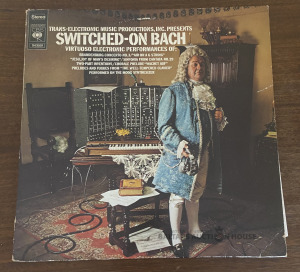 Stereo
TRANS-ELECTRONIC MUSIC PRODUCTIONS, INC. PRESENTS
SWITCHED-ON BACH
VIRTUOSO ELECTRONIC PERFORMANCES OF:
BRANDENBURG CONCERTO NO. 3/"AIR ON A G STRING"
"JESU, JOY OF MAN'S DESIRING"/SINFONIA FROM CANTATA NO. 29
TWO-PART INVENTIONS/CHORALE PRELUDE "WACHET AUF"
PRELUDES AND FUGUES FROM "THE WELL-TEMPERED CLAVIER"
PERFORMED ON THE MOOG SYNTHESIZER
HOUSE